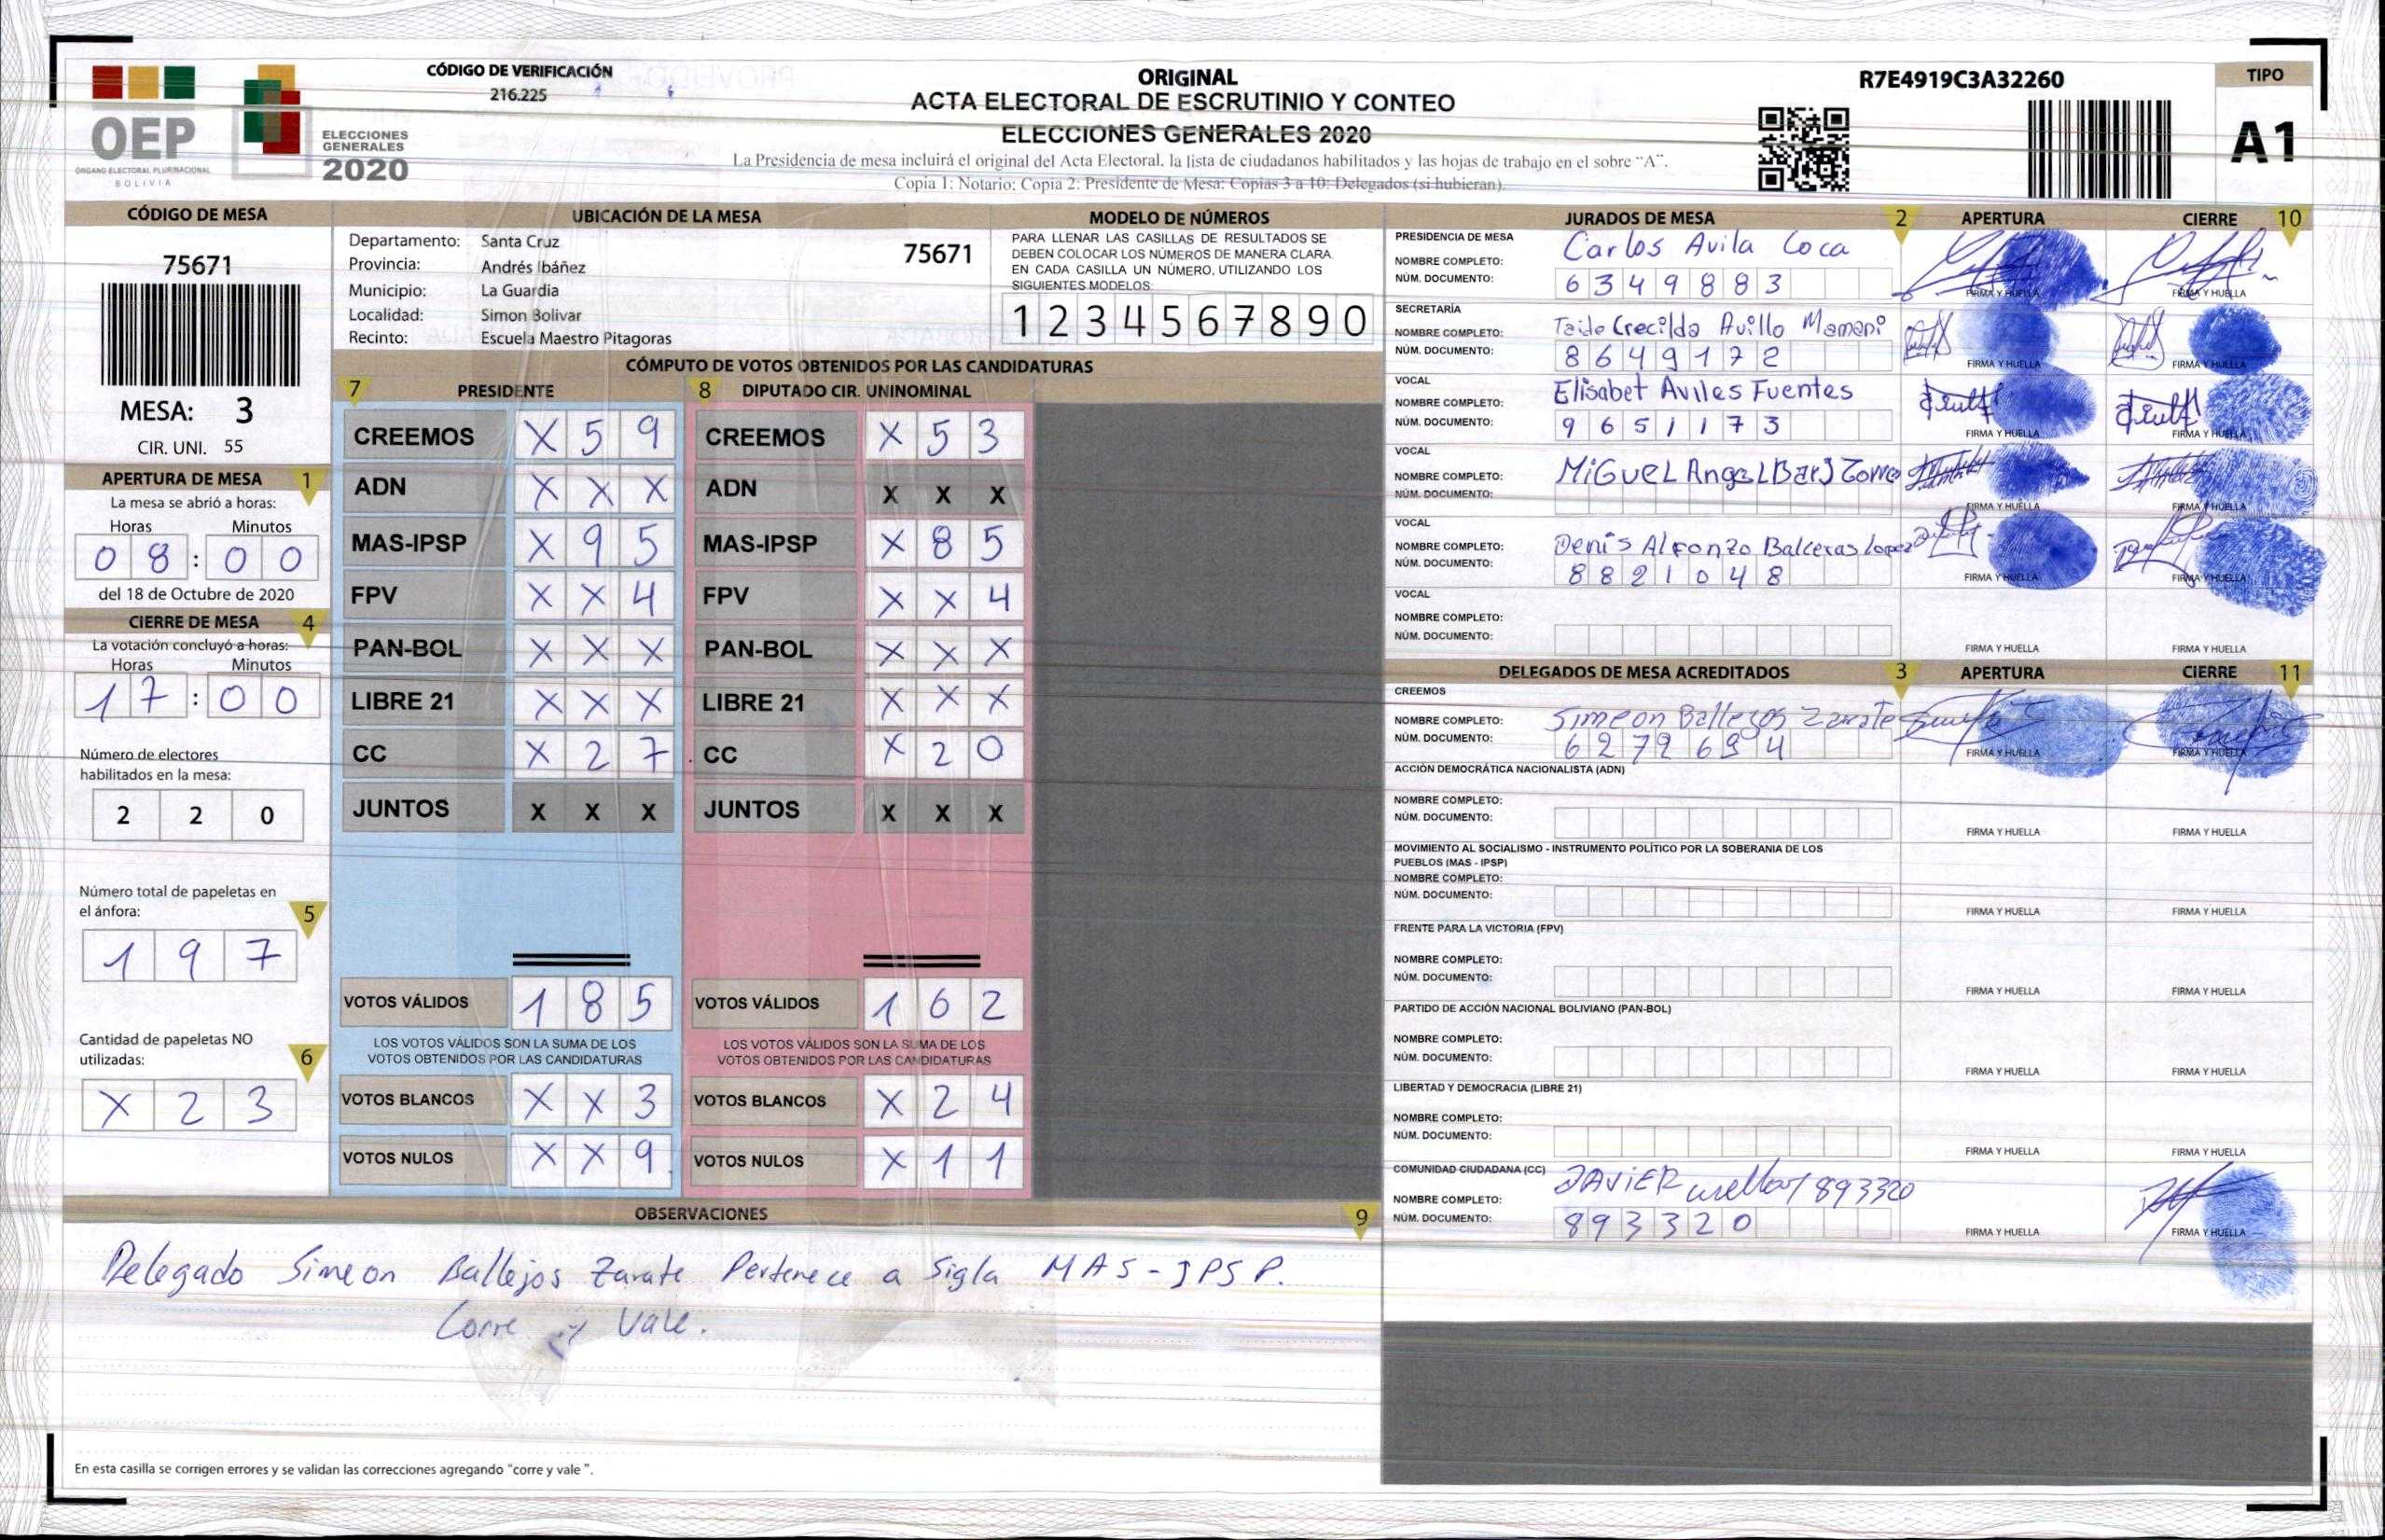 CÓDIGO DE VERIFICACIÓN
216.225
OEP
ÓRGANO ELECTORAL PLURINACIONAL
BOLIVIA
ELECCIONES
GENERALES
2020
ORIGINAL
ACTA ELECTORAL DE ESCRUTINIO Y CONTEO
ELECCIONES GENERALES 2020
La Presidencia de mesa incluirá el original del Acta Electoral, la lista de ciudadanos habilitados y las hojas de trabajo en el sobre "A".
Copia 1: Notario; Copia 2: Presidente de Mesa; Copias 3 a 10: Delegados (si hubieran).
R7E4919C3A32260
TIPO
A1
CÓDIGO DE MESA
75671
MESA: 3
CIR. UNI. 55
APERTURA DE MESA 1
La mesa se abrió a horas:
Horas Minutos
08:00
del 18 de Octubre de 2020
CIERRE DE MESA 4
La votación concluyó a horas:
Horas Minutos
17:00
Número de electores
habilitados en la mesa:
2 2 0
Número total de papeletas en
el ánfora: 5
1 9 7
Cantidad de papeletas NO
utilizadas: 6
X 2 3
UBICACIÓN DE LA MESA
Departamento: Santa Cruz
75671
Provincia: Andrés Ibáñez
Municipio: La Guardia
Localidad: Simon Bolivar
Recinto: Escuela Maestro Pitagoras
MODELO DE NÚMEROS
PARA LLENAR LAS CASILLAS DE RESULTADOS SE
DEBEN COLOCAR LOS NÚMEROS DE MANERA CLARA
EN CADA CASILLA UN NÚMERO, UTILIZANDO LOS
SIGUIENTES MODELOS:
1 2 3 4 5 6 7 8 9 0
CÓMPUTO DE VOTOS OBTENIDOS POR LAS CANDIDATURAS
7 PRESIDENTE
CREEMOS X 5 9
ADN X X X
MAS-IPSP X 9 5
FPV X X 4
PAN-BOL X X X
LIBRE 21 X X X
CC X 2 7
JUNTOS X X X
VOTOS VÁLIDOS 1 8 5
LOS VOTOS VÁLIDOS SON LA SUMA DE LOS
VOTOS OBTENIDOS POR LAS CANDIDATURAS
VOTOS BLANCOS X X 3
VOTOS NULOS X X 9
8 DIPUTADO CIR. UNINOMINAL
CREEMOS X 5 3
ADN X X X
MAS-IPSP X 8 5
FPV X X 4
PAN-BOL X X X
LIBRE 21 X X X
CC X 2 0
JUNTOS X X X
VOTOS VÁLIDOS 1 6 2
LOS VOTOS VÁLIDOS SON LA SUMA DE LOS
VOTOS OBTENIDOS POR LAS CANDIDATURAS
VOTOS BLANCOS X 2 4
VOTOS NULOS X 1 1
OBSERVACIONES 9
Delegado Simeon Ballejos Zarate Pertenece a Sigla MAS-IPSP.
Corre y Vale.
En esta casilla se corrigen errores y se validan las correcciones agregando "corre y vale ".
JURADOS DE MESA 2 APERTURA CIERRE 10
PRESIDENCIA DE MESA
NOMBRE COMPLETO: Carlos Avila Coca
NÚM. DOCUMENTO: 6349883
FIRMA Y HUELLA FIRMA Y HUELLA
SECRETARÍA
NOMBRE COMPLETO: Taide Crecilda Avillo Mamani
NÚM. DOCUMENTO: 8649172
FIRMA Y HUELLA FIRMA Y HUELLA
VOCAL
NOMBRE COMPLETO: Elisabet Aviles Fuentes
NÚM. DOCUMENTO: 9651173
FIRMA Y HUELLA FIRMA Y HUELLA
VOCAL
NOMBRE COMPLETO: MiGueL Angel
NÚM. DOCUMENTO:
FIRMA Y HUELLA FIRMA Y HUELLA
VOCAL
NOMBRE COMPLETO: Denis Alfonzo Balceras Lopez
NÚM. DOCUMENTO: 8821048
FIRMA Y HUELLA FIRMA Y HUELLA
VOCAL
NOMBRE COMPLETO:
NÚM. DOCUMENTO:
FIRMA Y HUELLA FIRMA Y HUELLA
DELEGADOS DE MESA ACREDITADOS 3 APERTURA CIERRE 11
CREEMOS
NOMBRE COMPLETO: Simeon Ballegos Zarate
NÚM. DOCUMENTO: 6279694
FIRMA Y HUELLA FIRMA Y HUELLA
ACCIÓN DEMOCRÁTICA NACIONALISTA (ADN)
NOMBRE COMPLETO:
NÚM. DOCUMENTO:
FIRMA Y HUELLA FIRMA Y HUELLA
MOVIMIENTO AL SOCIALISMO - INSTRUMENTO POLÍTICO POR LA SOBERANIA DE LOS
PUEBLOS (MAS - IPSP)
NOMBRE COMPLETO:
NÚM. DOCUMENTO:
FIRMA Y HUELLA FIRMA Y HUELLA
FRENTE PARA LA VICTORIA (FPV)
NOMBRE COMPLETO:
NÚM. DOCUMENTO:
FIRMA Y HUELLA FIRMA Y HUELLA
PARTIDO DE ACCIÓN NACIONAL BOLIVIANO (PAN-BOL)
NOMBRE COMPLETO:
NÚM. DOCUMENTO:
FIRMA Y HUELLA FIRMA Y HUELLA
LIBERTAD Y DEMOCRACIA (LIBRE 21)
NOMBRE COMPLETO:
NÚM. DOCUMENTO:
FIRMA Y HUELLA FIRMA Y HUELLA
COMUNIDAD CIUDADANA (CC)
NOMBRE COMPLETO: JAViER 893320
NÚM. DOCUMENTO: 893320
FIRMA Y HUELLA FIRMA Y HUELLA